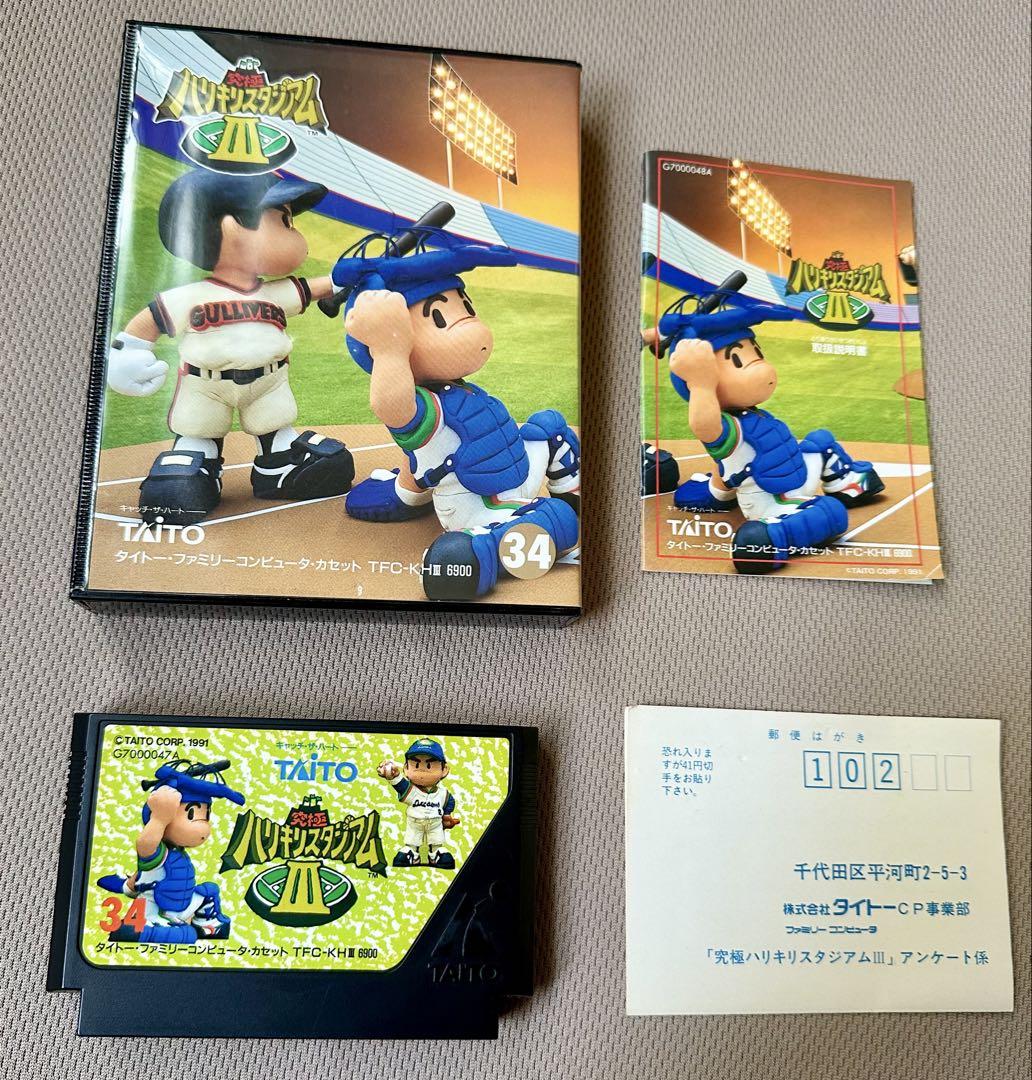 究極
ハリキリスタジアム
III
TM
GULLIVERS
キャッチ・ザ・ハート
TAITO
34
タイトー・ファミリーコンピュータ・カセット TFC-KHⅢ 6900
9
G7000048A
究極
ハリキリスタジアム
III
取扱説明書
キャッチ・ザ・ハート
TAITO
タイトー・ファミリーコンピュータ・カセット TFC-KHⅢ 6900
©TAITO CORP. 1991
©TAITO CORP. 1991
G7000047A
キャッチ・ザ・ハート
TAITO
究極
ハリキリスタジアム
III
TM
34
タイトー・ファミリーコンピュータ・カセット TFC-KHⅢ 6900
TAITO
郵便はがき
恐れ入りま
すが41円切
手をお貼り
下さい。
102
千代田区平河町2-5-3
株式会社タイトーCP事業部
ファミリーコンピュータ
「究極ハリキリスタジアムⅢ」アンケート係